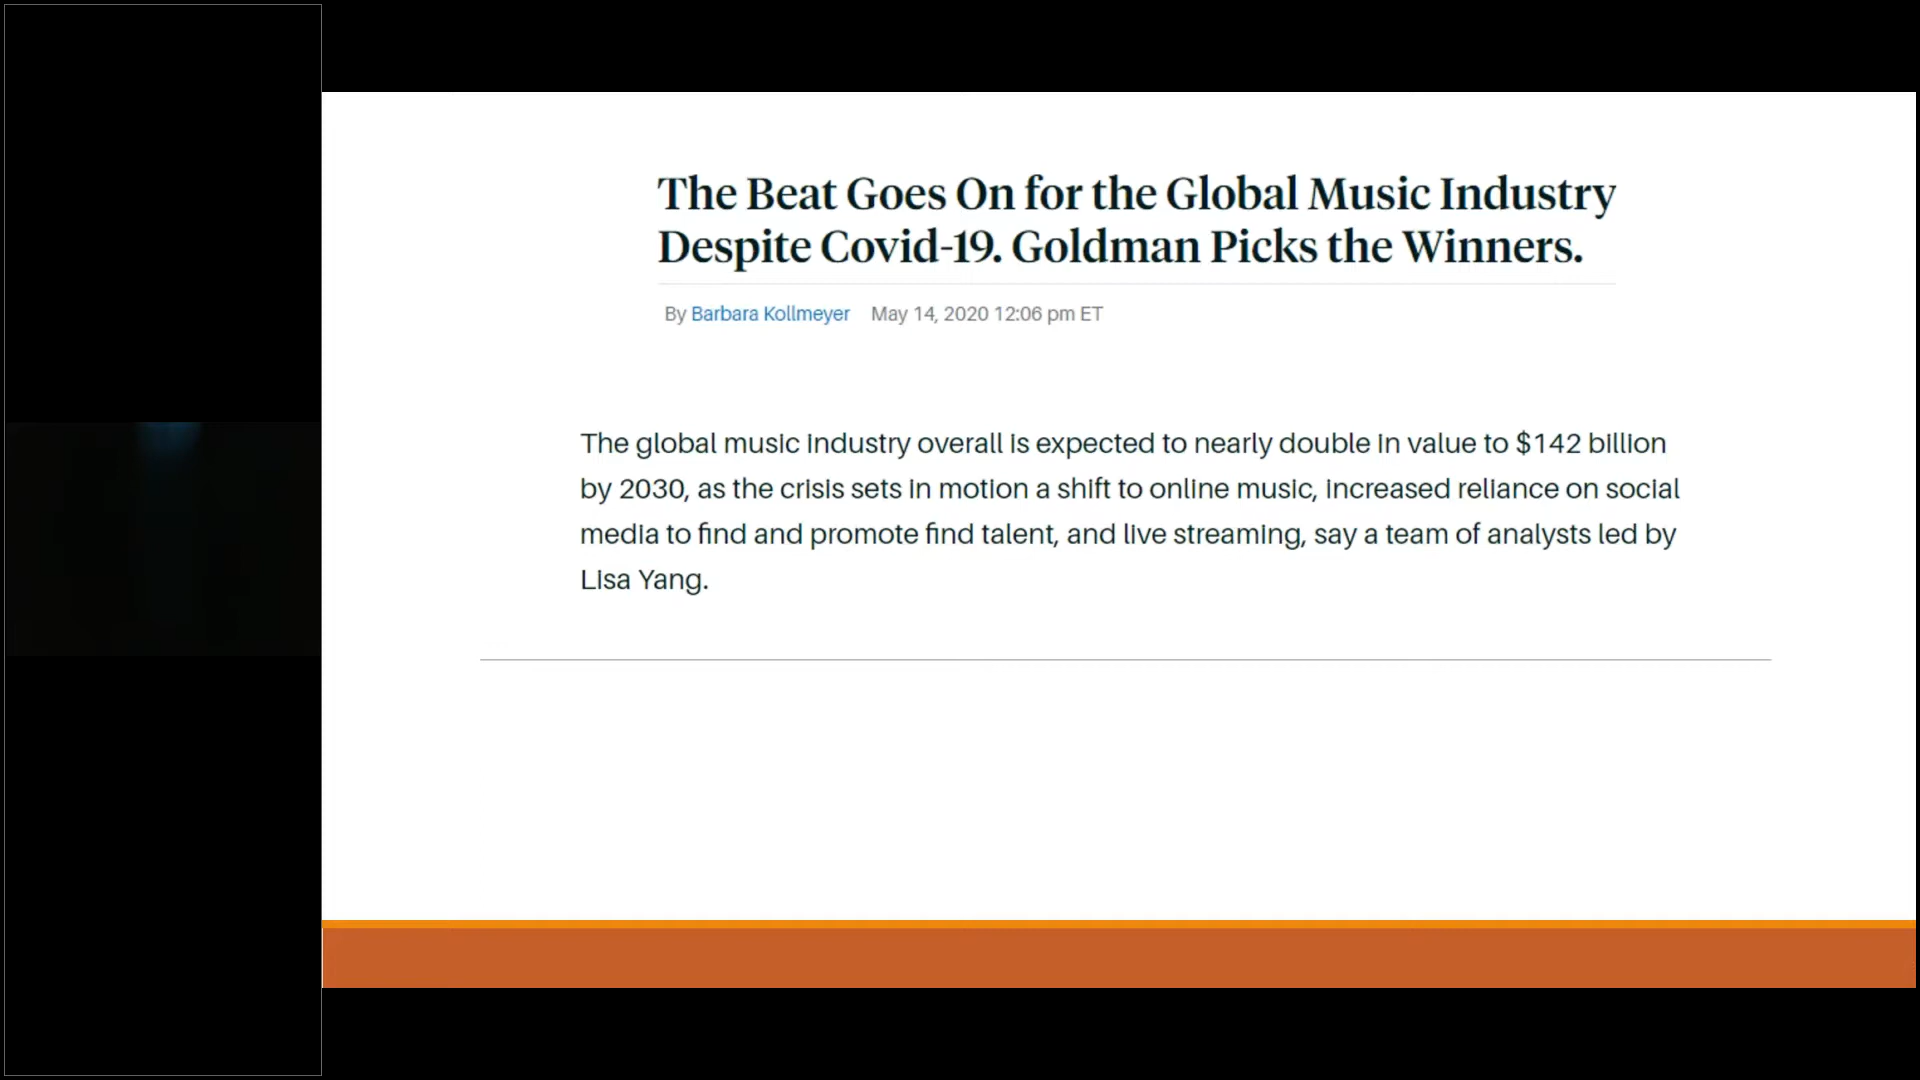 The Beat Goes On for the Global Music Industry
Despite Covid-19. Goldman Picks the Winners.
By Barbara Kollmeyer May 14, 2020 12:06 pm ET
The global music industry overall is expected to nearly double in value to $142 billion
by 2030, as the crisis sets in motion a shift to online music, increased reliance on social
media to find and promote find talent, and live streaming, say a team of analysts led by
Lisa Yang.